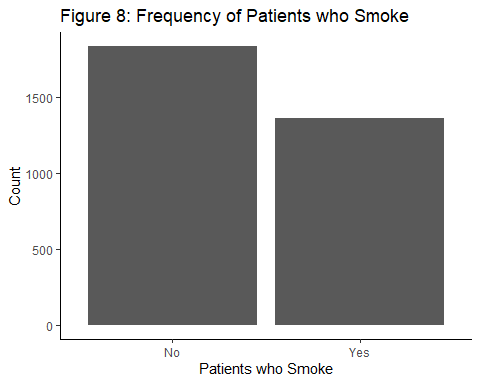 Figure 8: Frequency of Patients who Smoke
Count
1500
1000
500
0
No Yes
Patients who Smoke